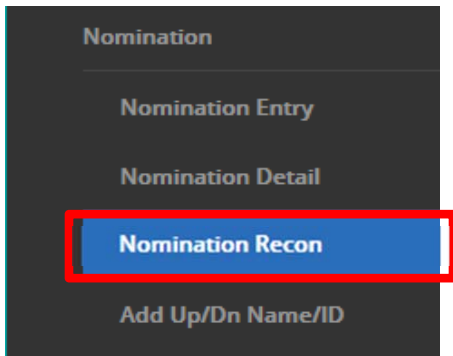 Nomination
Nomination Entry
Nomination Detail
Nomination Recon
Add Up/Dn Name/ID